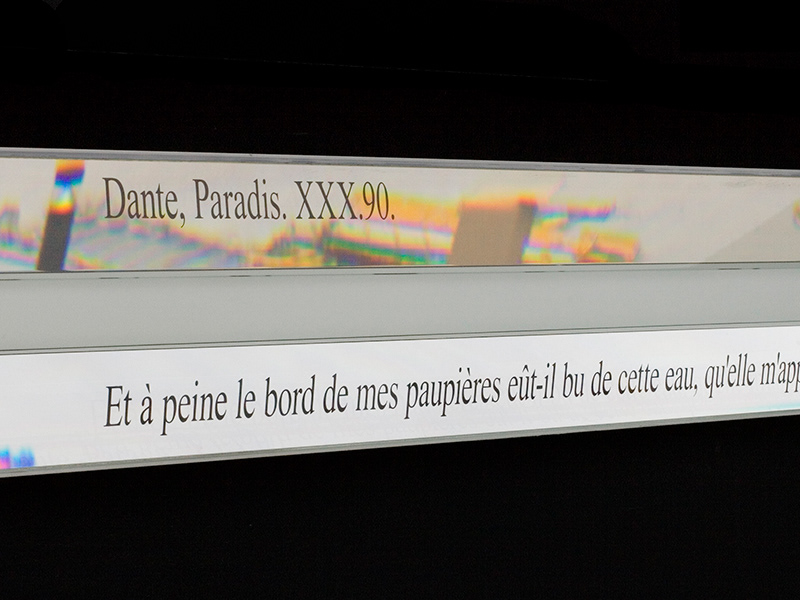 Dante, Paradis. XXX.90.
Et à peine le bord de mes paupières eût-il bu de cette eau, qu'elle m'app